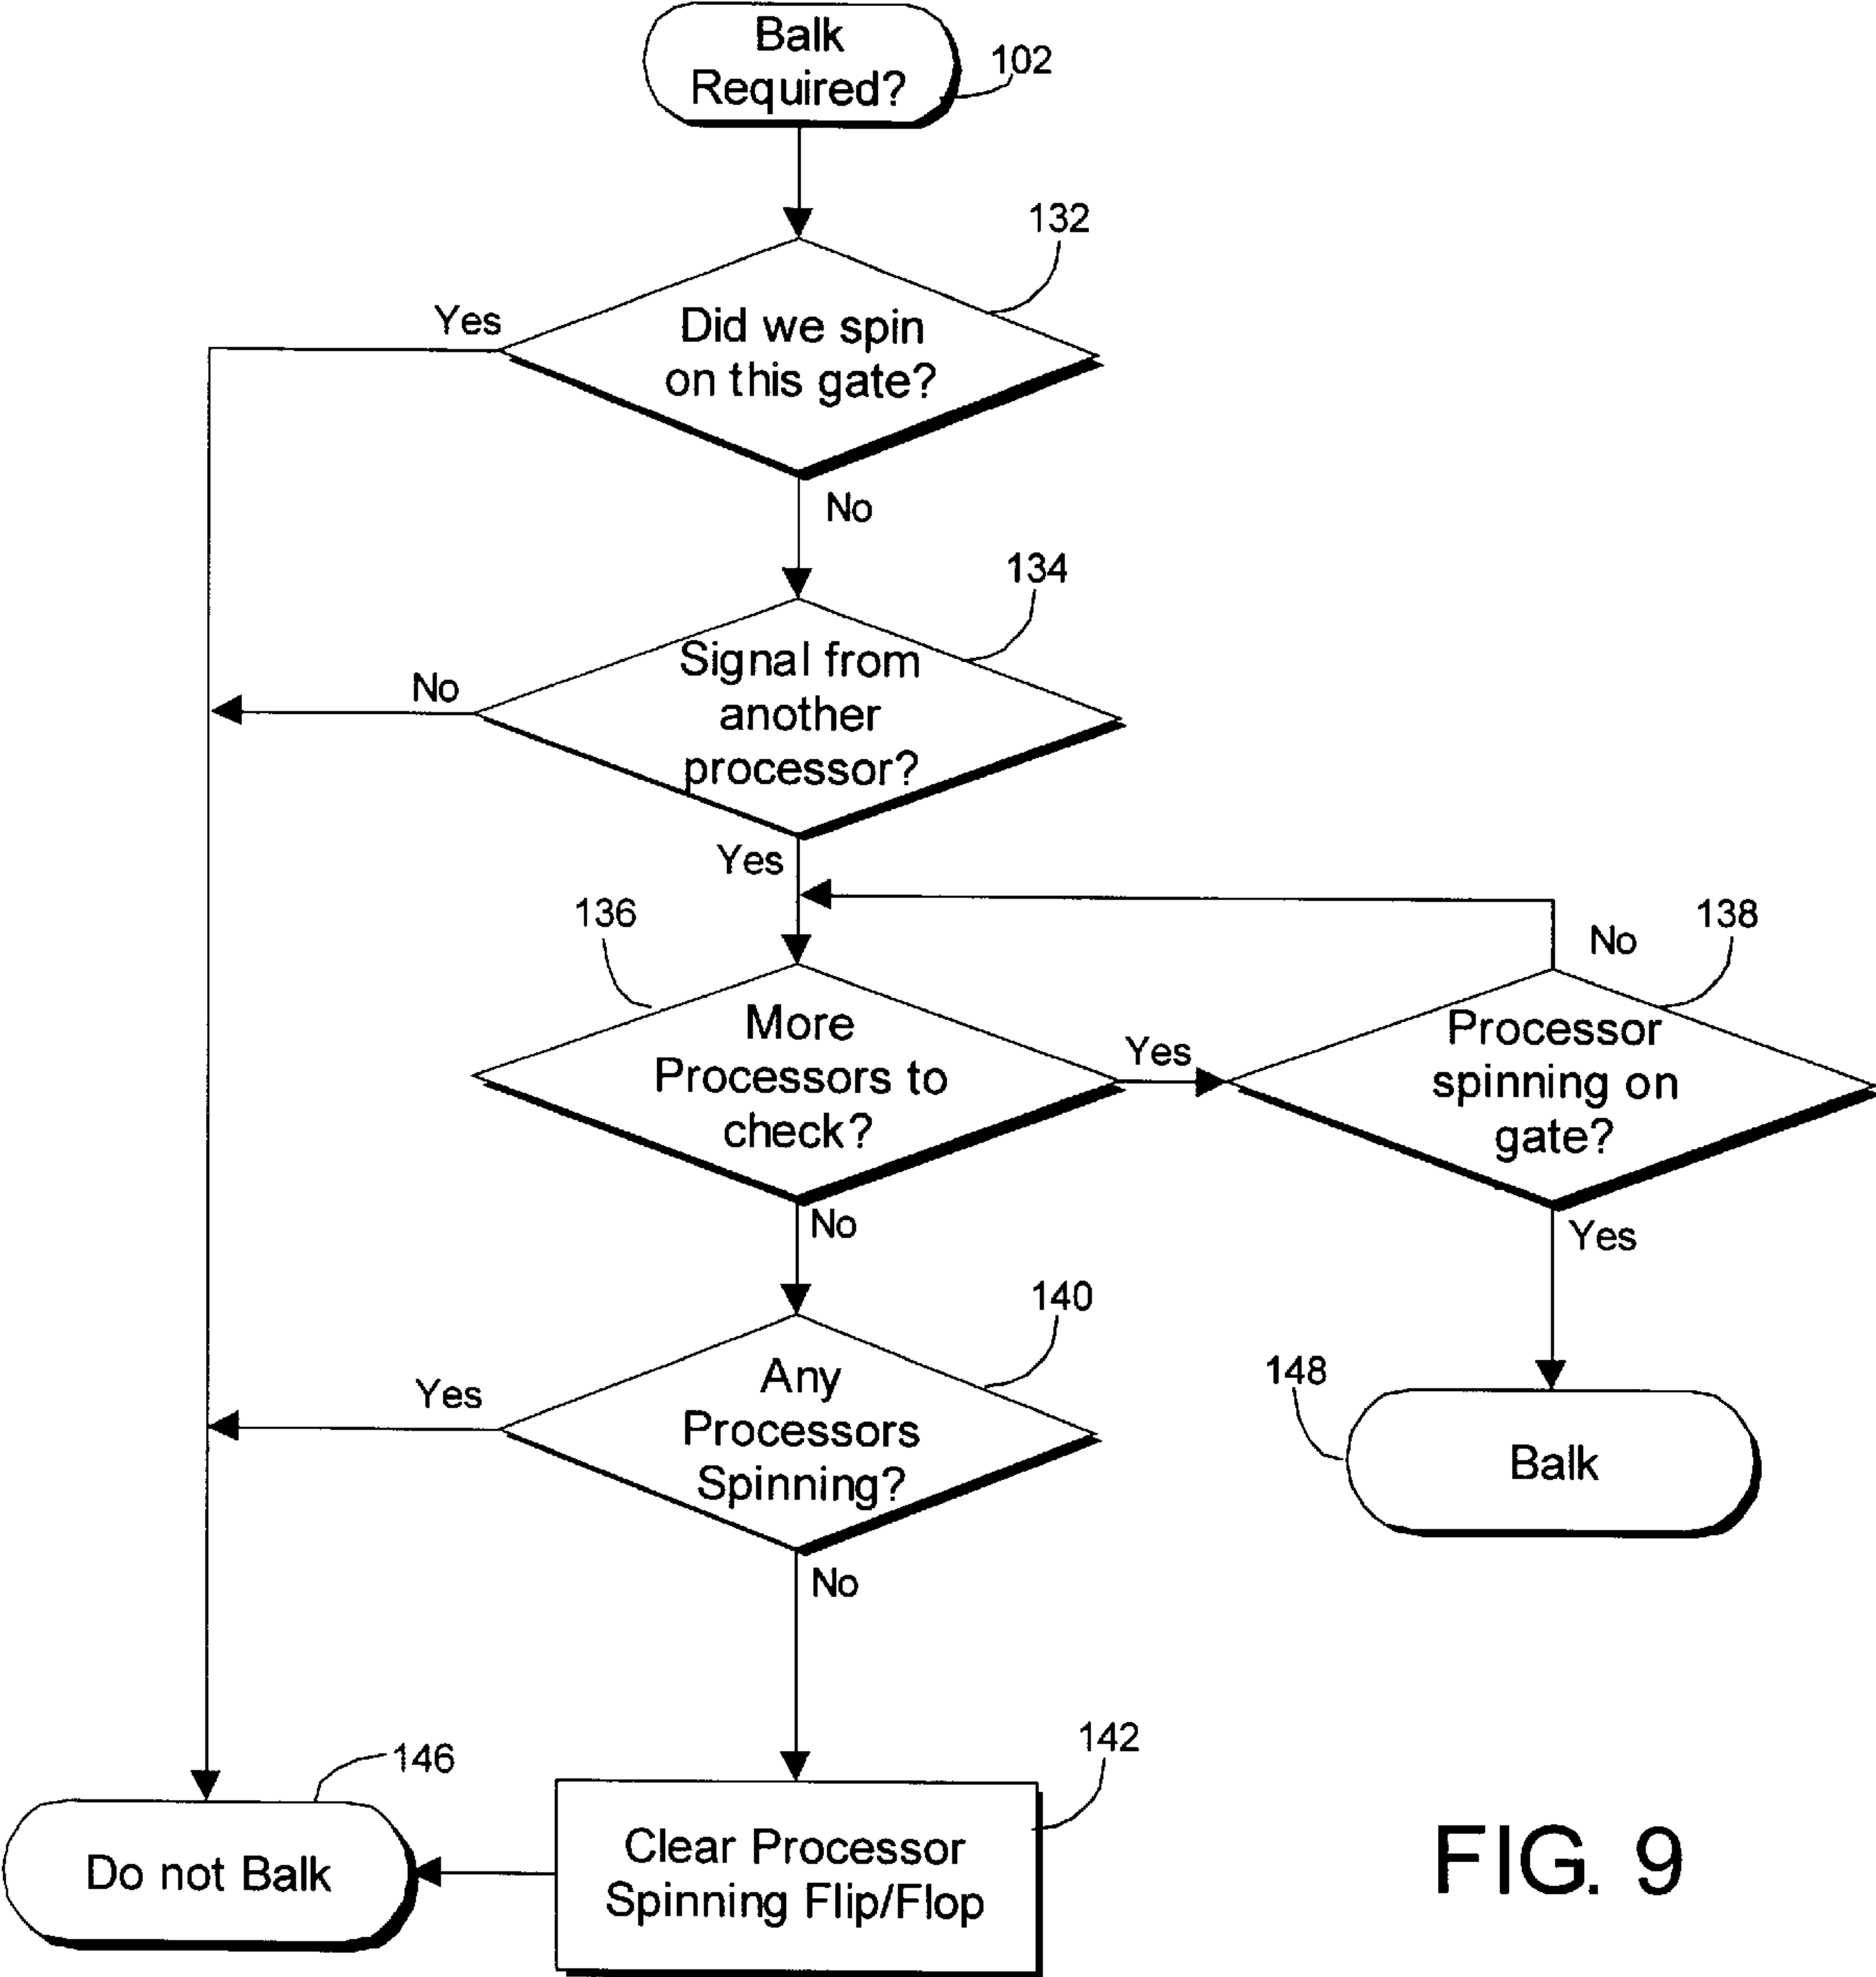 Balk
Required?
102
132
Yes
Did we spin
on this gate?
No
134
No
Signal from
another
processor?
Yes
136
138
No
More
Processors to
check?
Yes
Processor
spinning on
gate?
No
Yes
140
Yes
Any
Processors
Spinning?
148
Balk
No
146
142
Do not Balk
Clear Processor
Spinning Flip/Flop
FIG. 9